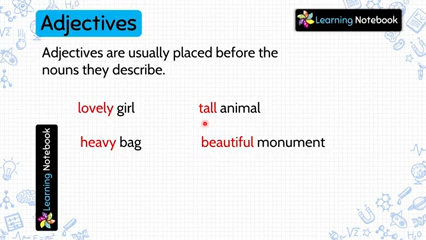 Adjectives
Learning Notebook
Adjectives are usually placed before the
nouns they describe.
lovely girl
tall animal
heavy bag
beautiful monument
Learning Notebook